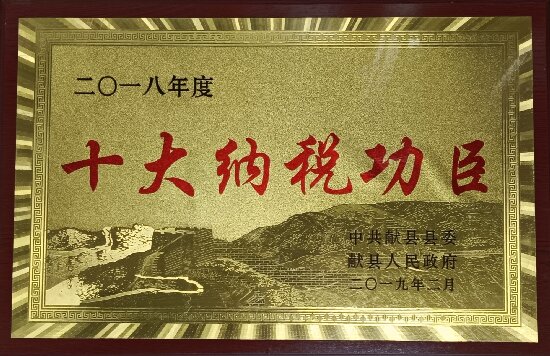 二〇一八年度
十大纳税功臣
中共献县县委
献县人民政府
二〇一九年二月